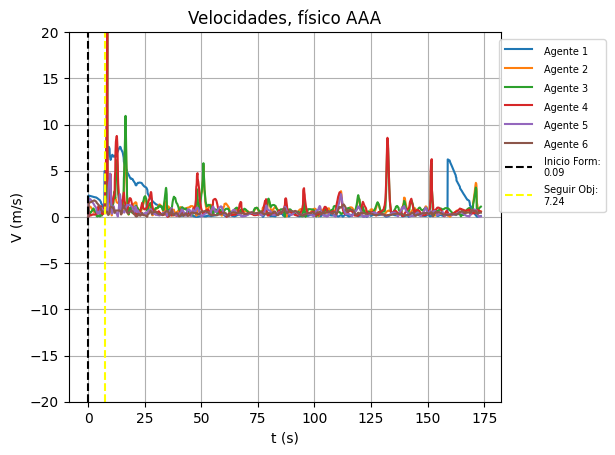 Velocidades, físico AAA
V (m/s)
20
15
10
5
0
−5
−10
−15
−20
0
25
50
75
100
125
150
175
t (s)
Agente 1
Agente 2
Agente 3
Agente 4
Agente 5
Agente 6
Inicio Form:
0.09
Seguir Obj:
7.24